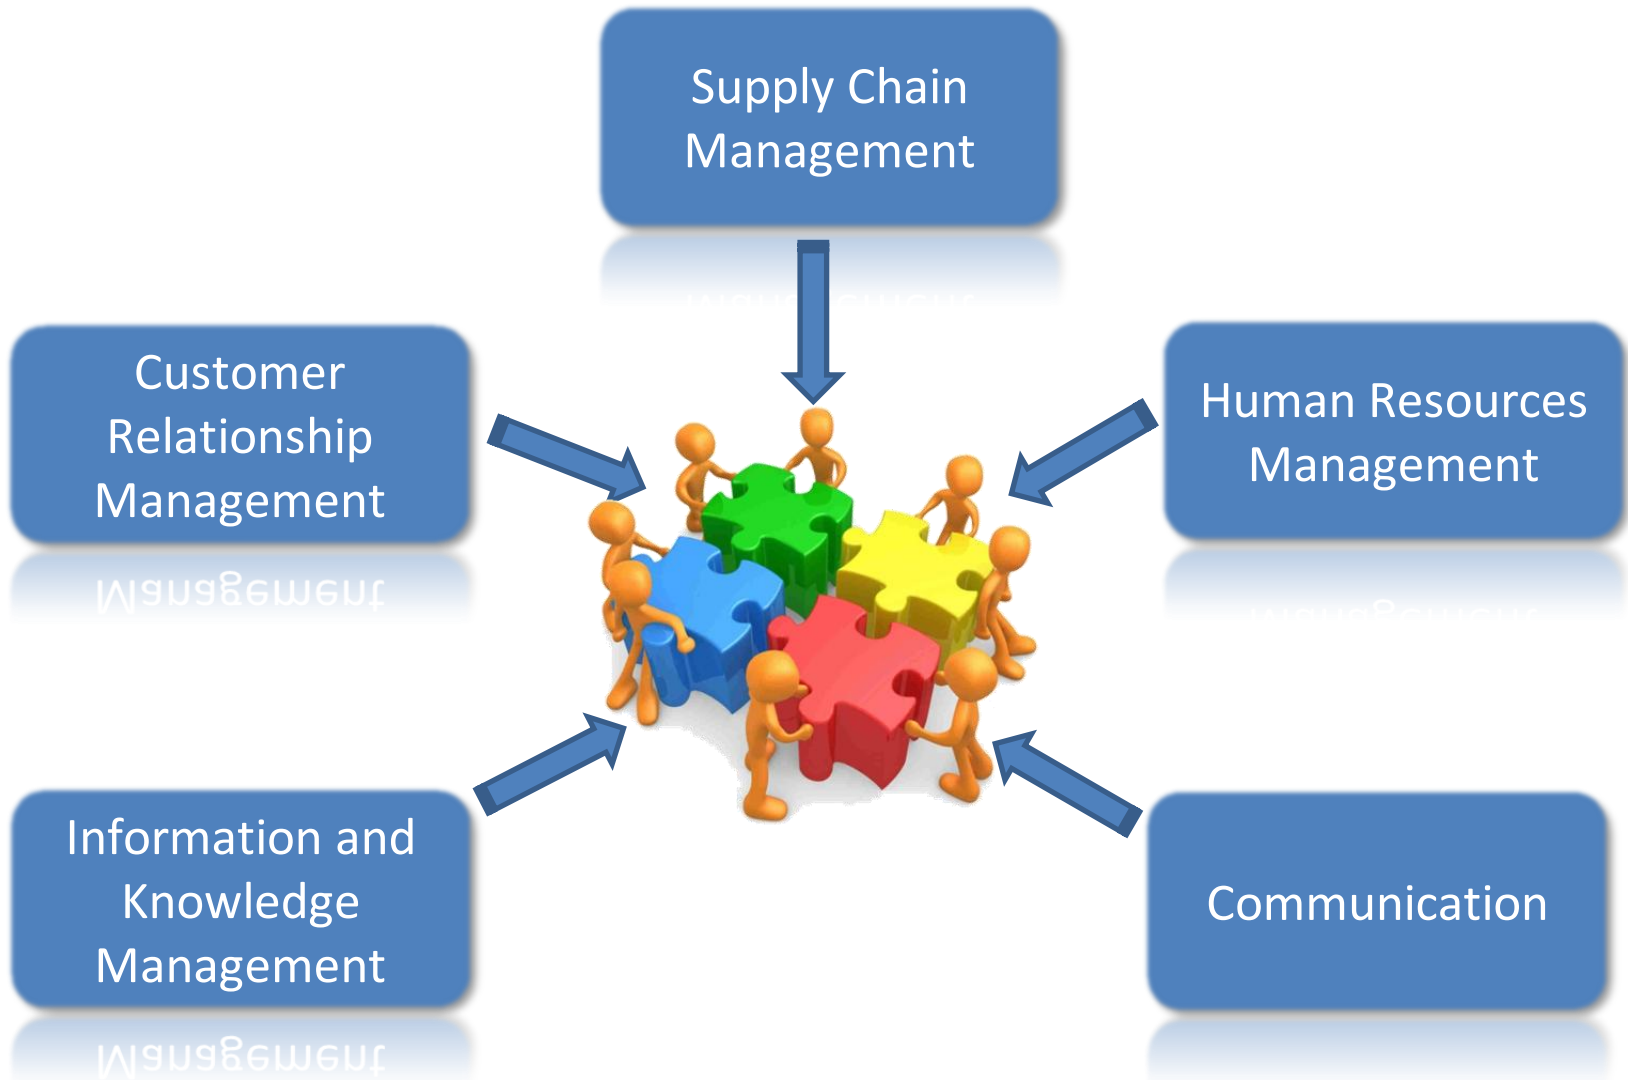 Supply Chain
Management
Customer
Relationship
Management
Human Resources
Management
Information and
Knowledge
Management
Communication